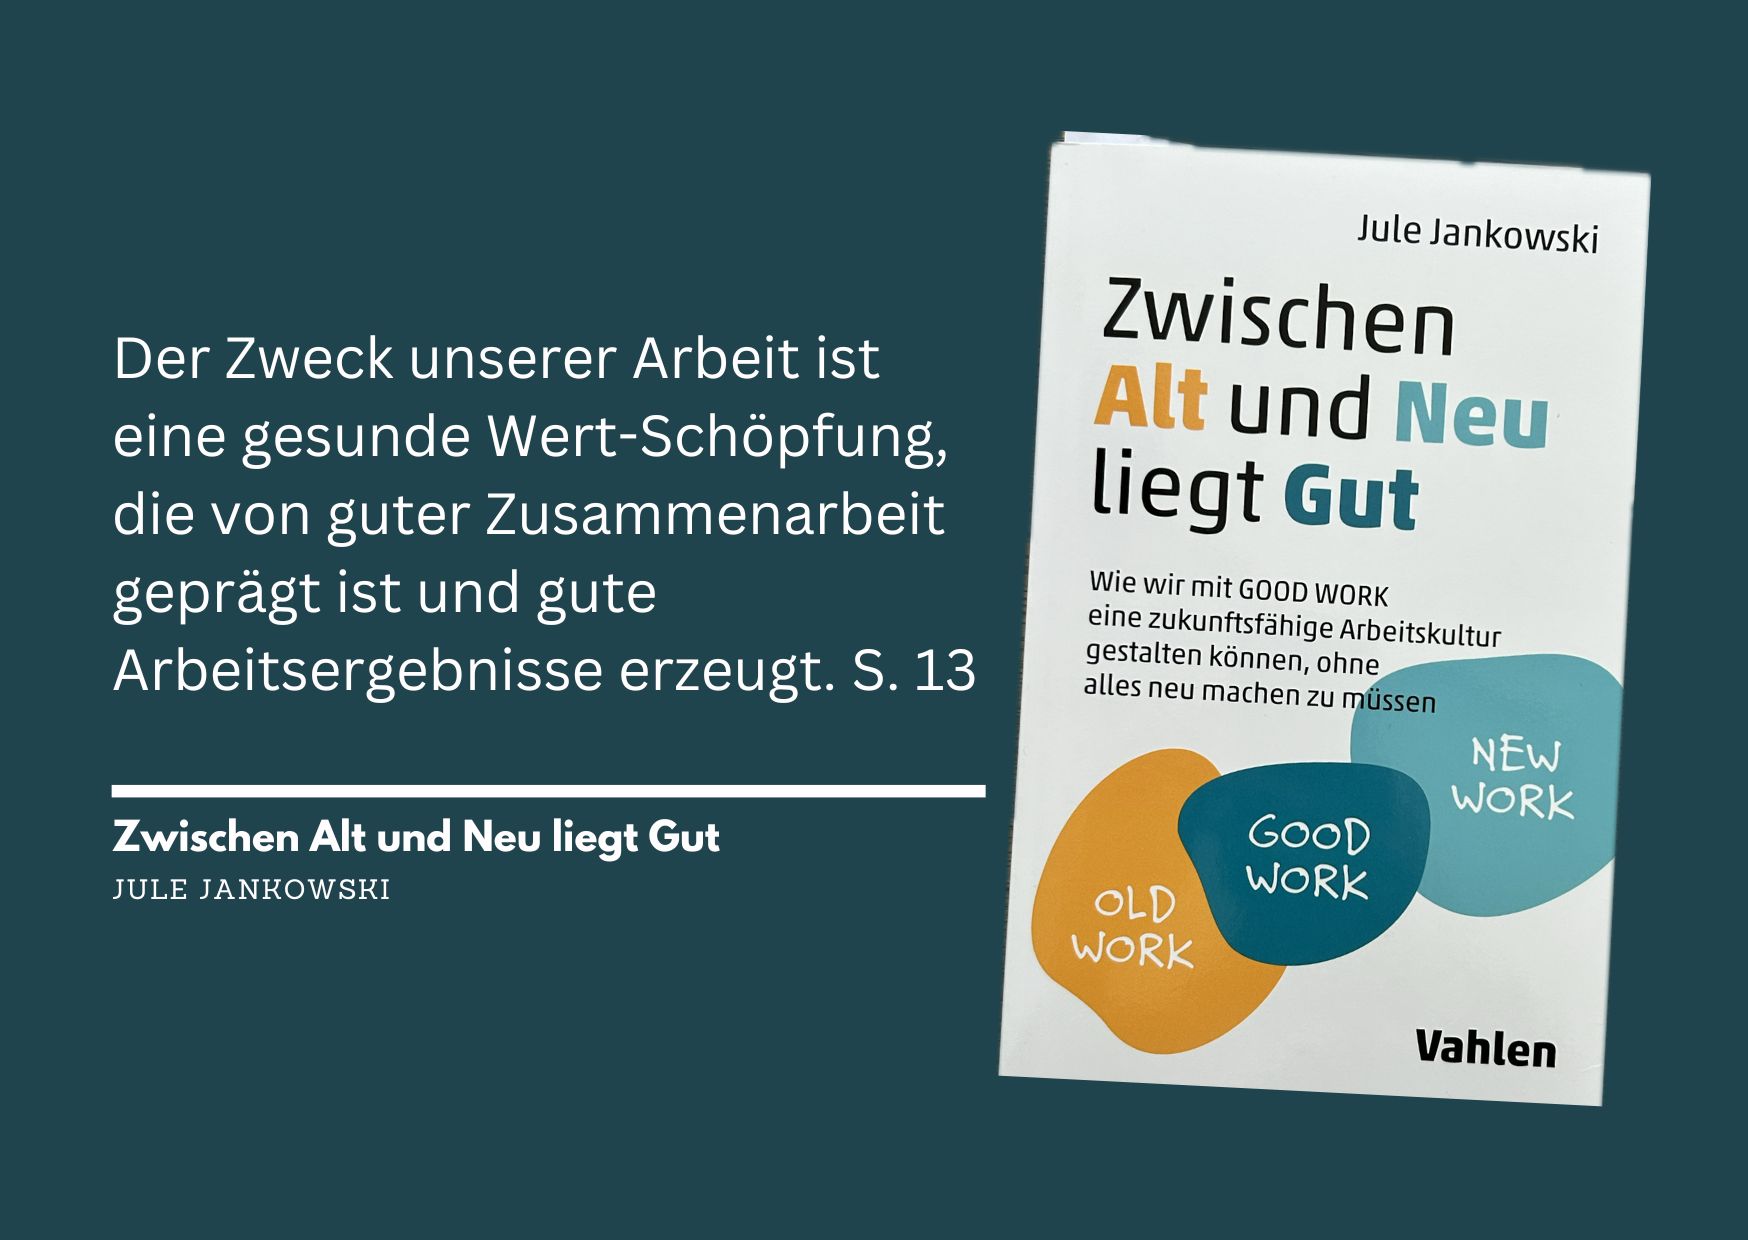 Der Zweck unserer Arbeit ist
eine gesunde Wert-Schöpfung,
die von guter Zusammenarbeit
geprägt ist und gute
Arbeitsergebnisse erzeugt. S. 13
Zwischen Alt und Neu liegt Gut
JULE JANKOWSKI
Jule Jankowski
Zwischen
Alt und Neu
liegt Gut
Wie wir mit GOOD WORK
eine zukunftsfähige Arbeitskultur
gestalten können, ohne
alles neu machen zu müssen
NEW
WORK
GOOD
WORK
OLD
WORK
Vahlen